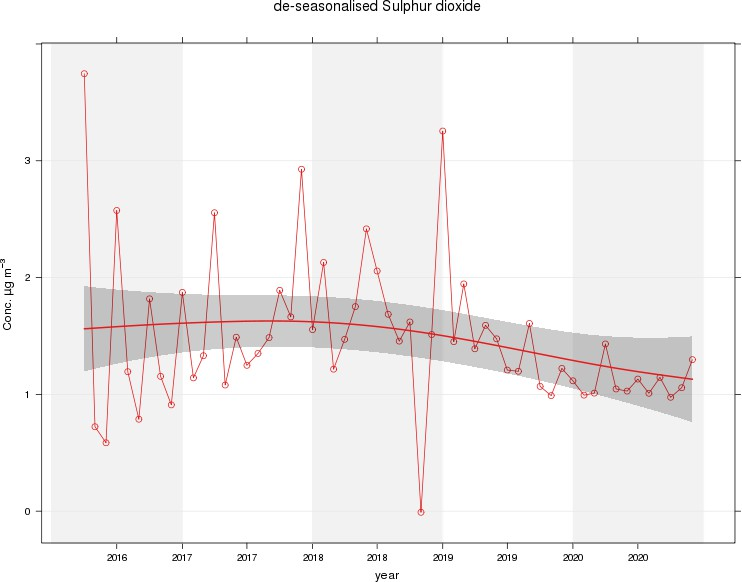 de-seasonalised Sulphur dioxide
Conc. µg m⁻³
3
2
1
0
2016 2017 2017 2018 2018 2019 2019 2020 2020
year